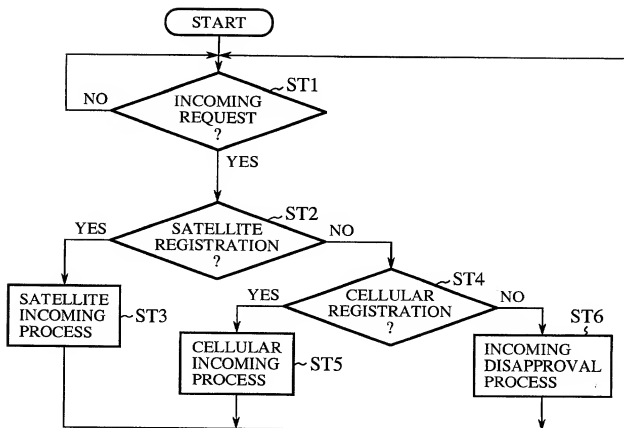 START
ST1
NO
INCOMING
REQUEST
?
YES
ST2
YES
SATELLITE
REGISTRATION
?
NO
ST4
YES
CELLULAR
REGISTRATION
?
NO
SATELLITE
INCOMING
PROCESS
ST3
CELLULAR
INCOMING
PROCESS
ST5
ST6
INCOMING
DISAPPROVAL
PROCESS